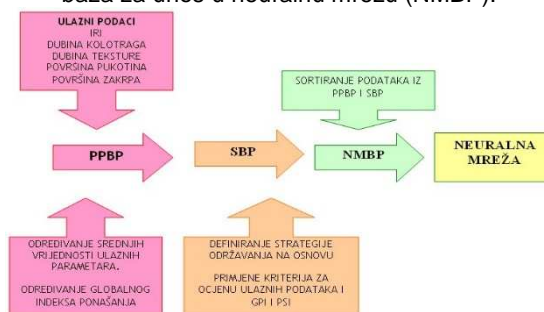 baza za unos u neuralnu mrežu (NMBP).
ULAZNI PODACI
IRI
DUBINA KOLOTRAGA
DUBINA TEKSTURE
POVRŠINA PUKOTINA
POVRŠINA ZAKRPA
SORTIRANJE PODATAKA IZ
PPBP I SBP
PPBP
SBP
NMBP
NEURALNA
MREŽA
ODREĐIVANJE SREDNJIH
VRIJEDNOSTI ULAZNIH
PARAMETARA.
ODREĐIVANJE GLOBALNOG
INDEKSA PONAŠANJA
DEFINIRANJE STRATEGIJE
ODRŽAVANJA NA OSNOVU
PRIMJENE KRITERIJA ZA
OCJENU ULAZNIH PODATAKA I
GPI I PSI